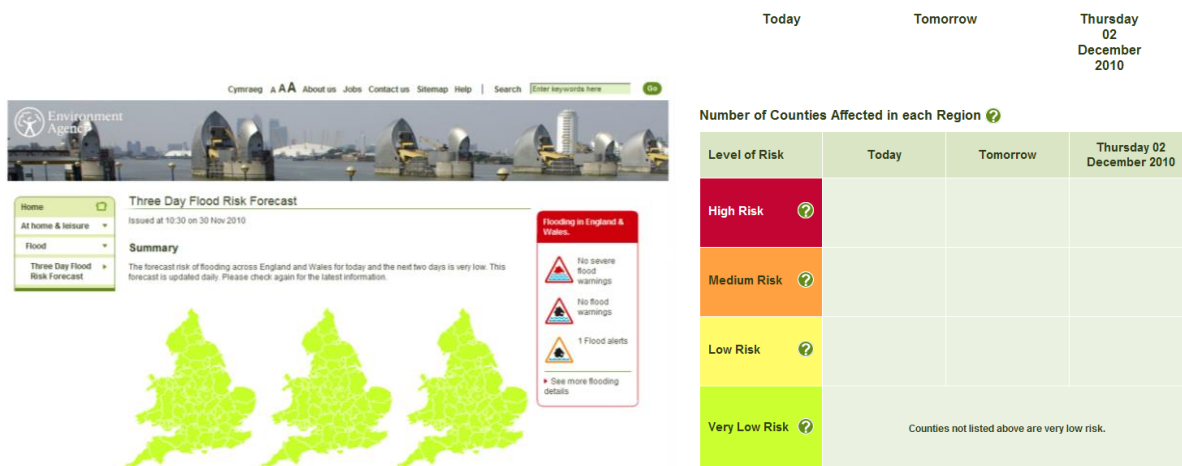 Cymraeg A A A About us Jobs Contact us Sitemap Help | Search Enter keywords here Go
Environment
Agency
Home
At home & leisure
Flood
Three Day Flood
Risk Forecast
Three Day Flood Risk Forecast
Issued at 10:30 on 30 Nov 2010
Summary
The forecast risk of flooding across England and Wales for today and the next two days is very low. This
forecast is updated daily. Please check again for the latest information.
Flooding in England &
Wales.
No severe
flood
warnings
No flood
warnings
1 Flood alerts
See more flooding
details
Today Tomorrow Thursday
02
December
2010
Number of Counties Affected in each Region ?
Level of Risk Today Tomorrow Thursday 02
December 2010
High Risk ?
Medium Risk ?
Low Risk ?
Very Low Risk ? Counties not listed above are very low risk.